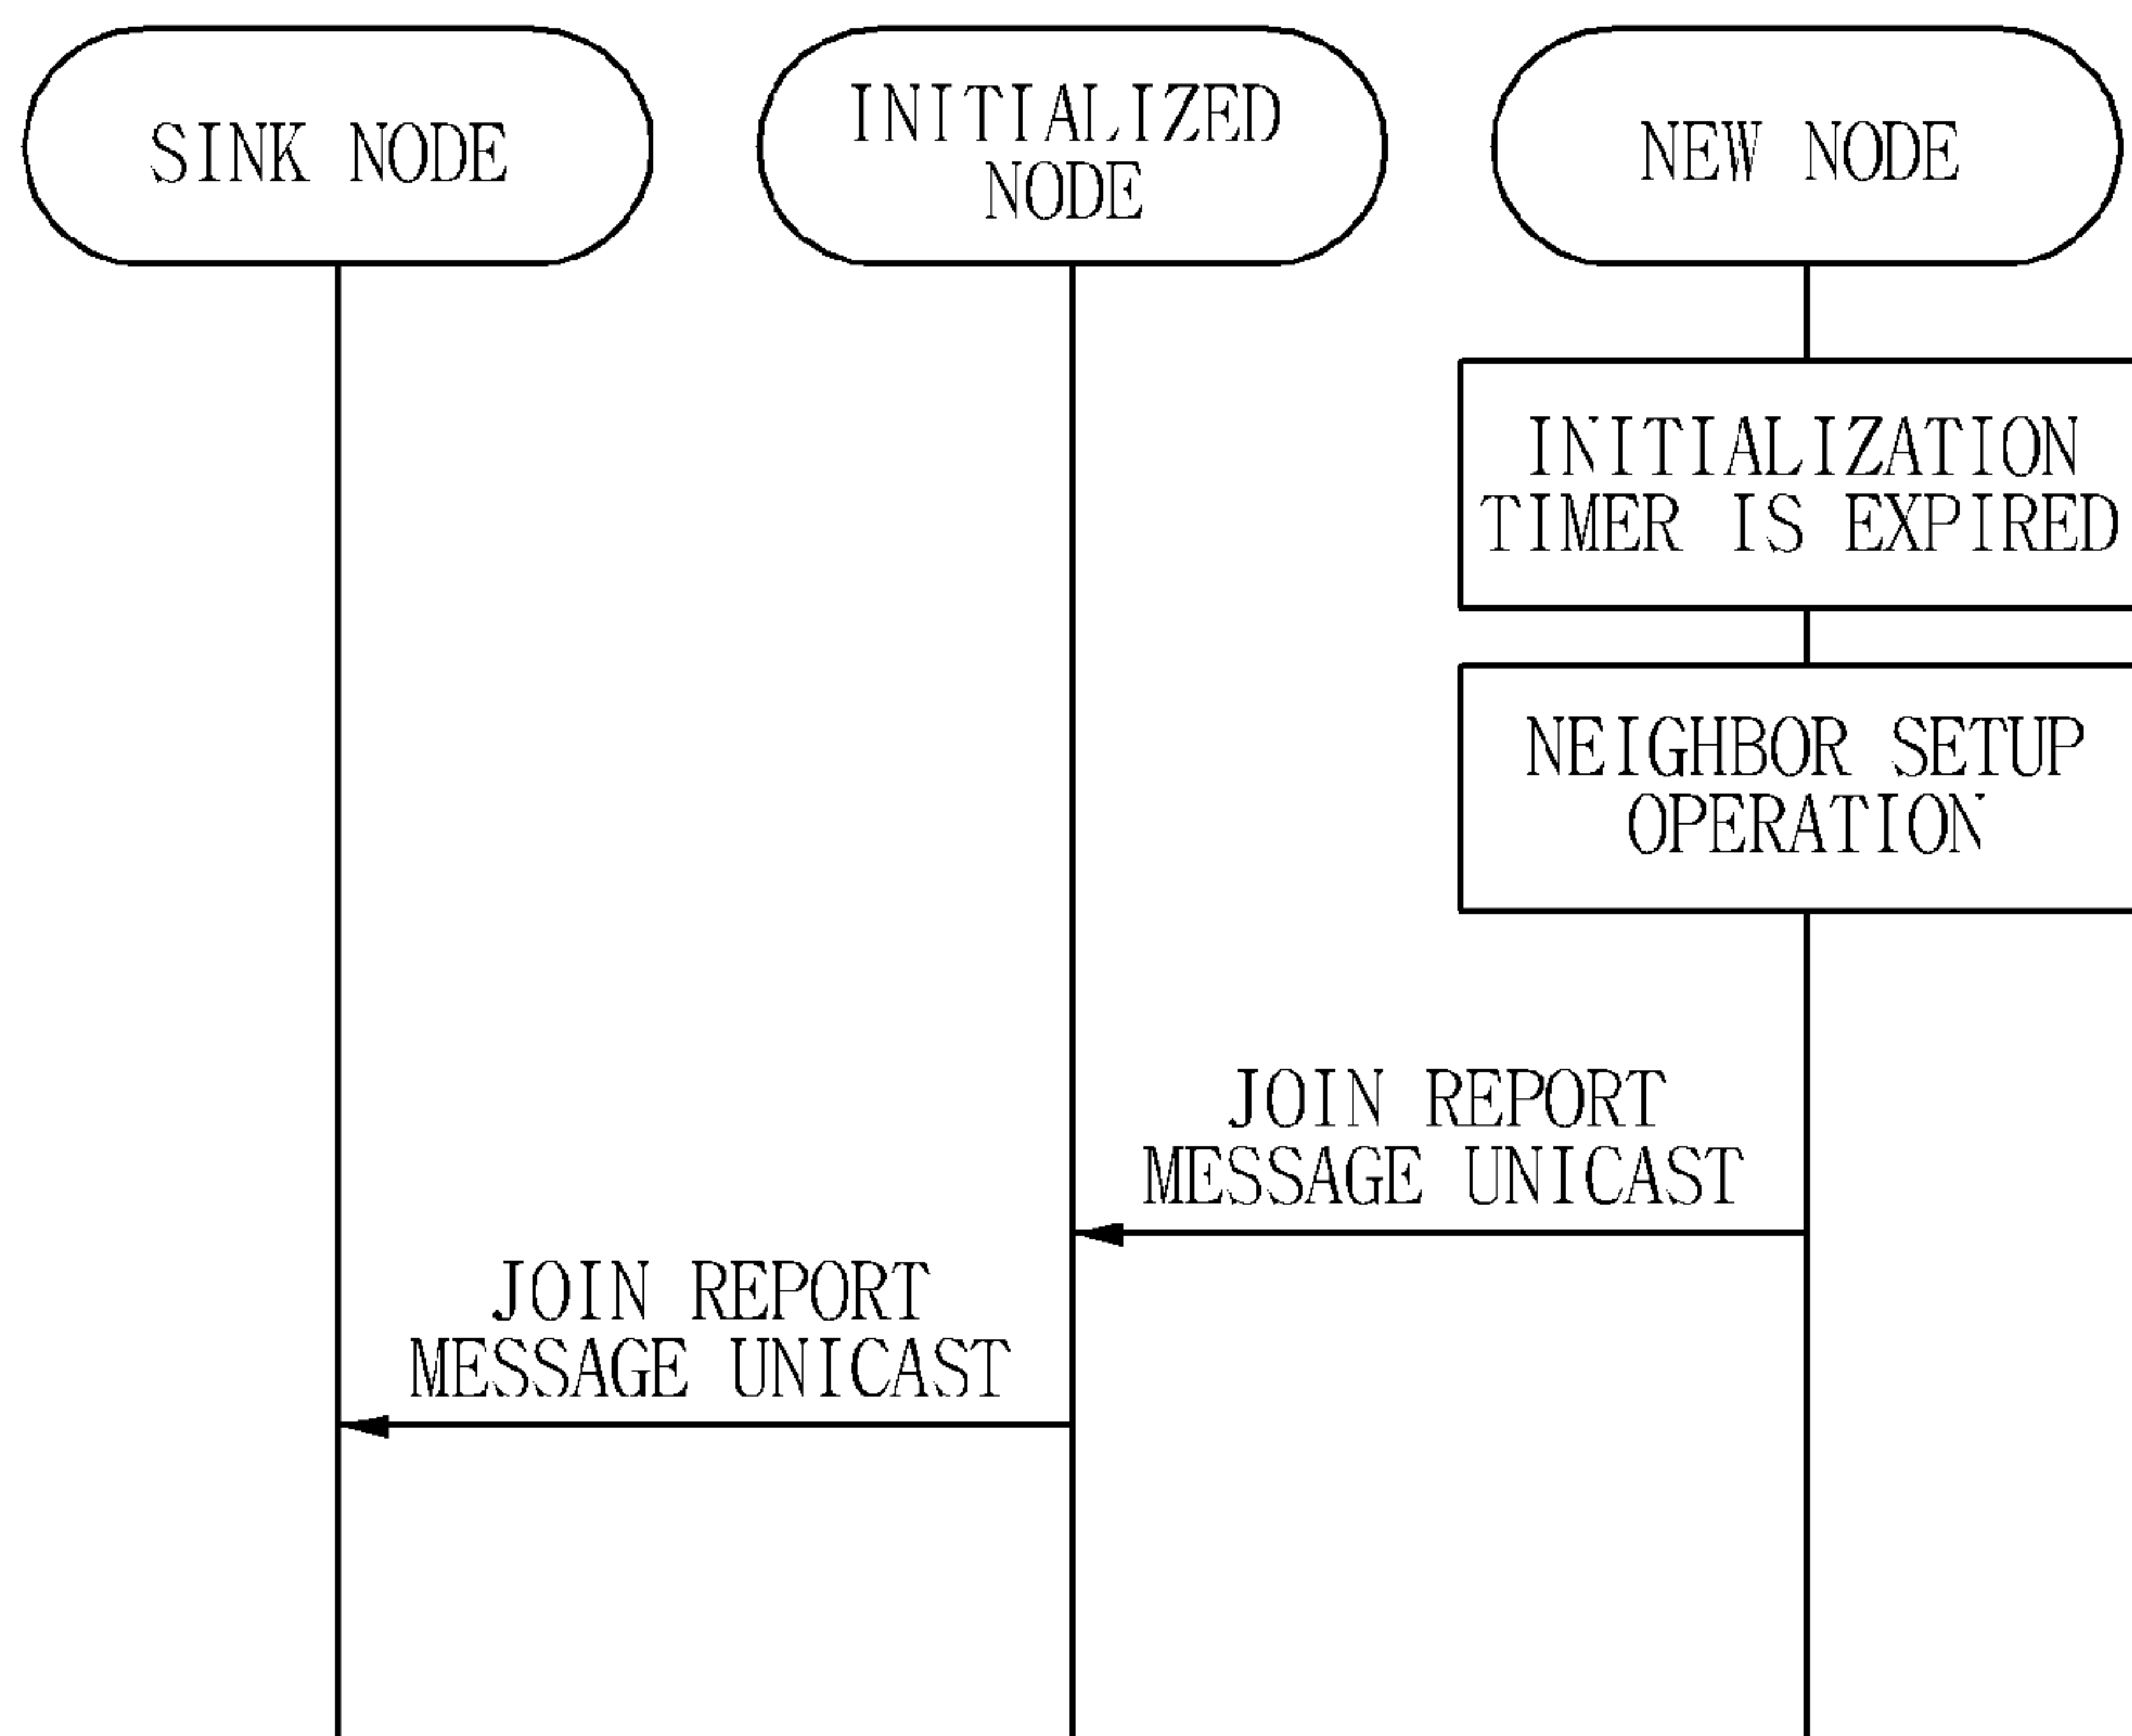 SINK NODE
INITIALIZED
NODE
NEW NODE
INITIALIZATION
TIMER IS EXPIRED
NEIGHBOR SETUP
OPERATION
JOIN REPORT
MESSAGE UNICAST
JOIN REPORT
MESSAGE UNICAST